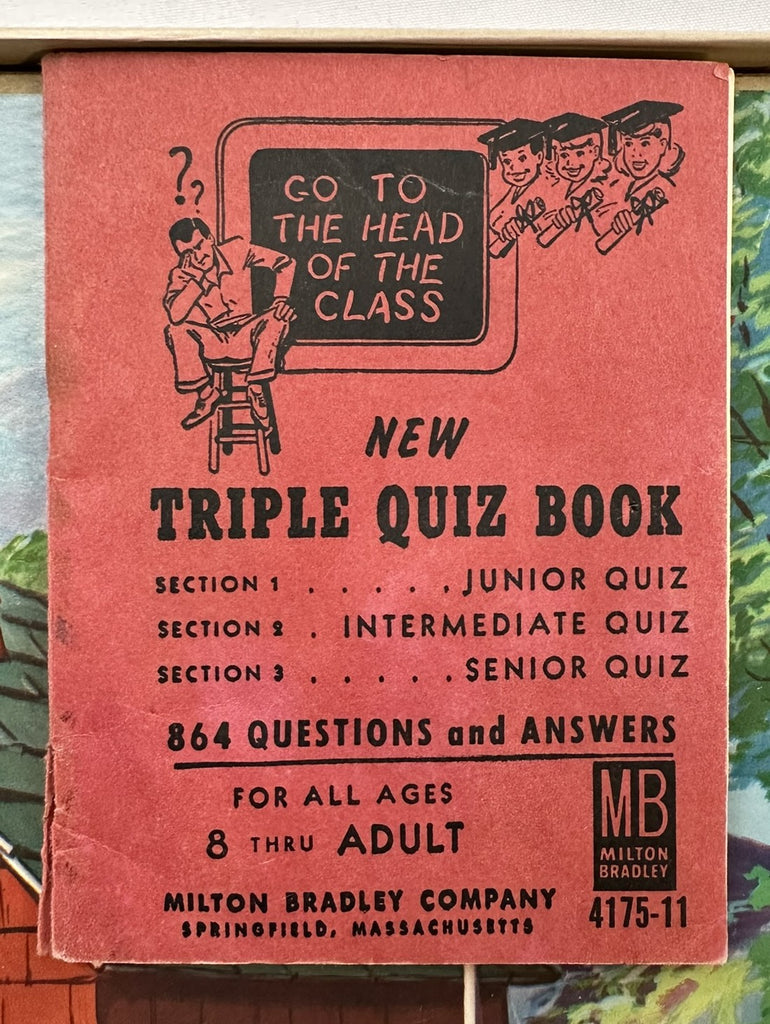 ? ?
GO TO
THE HEAD
OF THE
CLASS
NEW
TRIPLE QUIZ BOOK
SECTION 1 . . . . . JUNIOR QUIZ
SECTION 2 . INTERMEDIATE QUIZ
SECTION 3 . . . . . SENIOR QUIZ
864 QUESTIONS and ANSWERS
FOR ALL AGES
8 THRU ADULT
MB
MILTON
BRADLEY
MILTON BRADLEY COMPANY
SPRINGFIELD, MASSACHUSETTS
4175-11